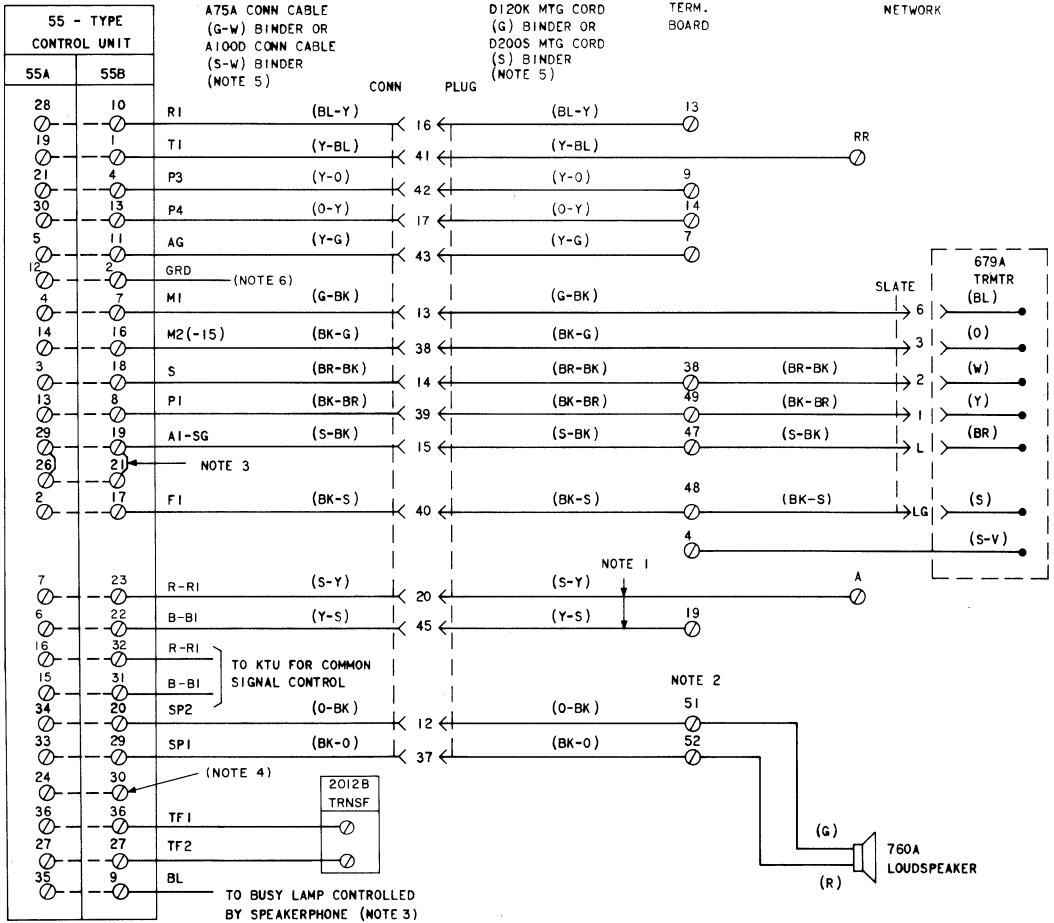 55 - TYPE
CONTROL UNIT
55A 55B
A75A CONN CABLE
(G-W) BINDER OR
A100D CONN CABLE
(S-W) BINDER
(NOTE 5)
CONN PLUG
D120K MTG CORD
(G) BINDER OR
D200S MTG CORD
(S) BINDER
(NOTE 5)
TERM.
BOARD
NETWORK
28 10 R1 (BL-Y) 16 (BL-Y) 13
19 1 T1 (Y-BL) 41 (Y-BL) RR
21 4 P3 (Y-O) 42 (Y-O) 9
30 13 P4 (O-Y) 17 (O-Y) 14
5 11 AG (Y-G) 43 (Y-G) 7
12 2 GRD (NOTE 6)
679A
TRMTR
SLATE
4 7 M1 (G-BK) 13 (G-BK) 6 (BL)
14 16 M2(-15) (BK-G) 38 (BK-G) 3 (O)
3 18 S (BR-BK) 14 (BR-BK) 38 (BR-BK) 2 (W)
13 8 P1 (BK-BR) 39 (BK-BR) 49 (BK-BR) 1 (Y)
29 19 A1-SG (S-BK) 15 (S-BK) 47 (S-BK) L (BR)
26 21 NOTE 3
2 17 F1 (BK-S) 40 (BK-S) 48 (BK-S) LG (S)
4 (S-V)
NOTE 1
7 23 R-R1 (S-Y) 20 (S-Y) A
6 22 B-B1 (Y-S) 45 (Y-S) 19
16 32 R-R1
TO KTU FOR COMMON
SIGNAL CONTROL
15 31 B-B1
NOTE 2
34 20 SP2 (O-BK) 12 (O-BK) 51
33 29 SP1 (BK-O) 37 (BK-O) 52
24 30 (NOTE 4)
2012B
TRNSF
36 36 TF1
27 27 TF2
(G)
760A
LOUDSPEAKER
(R)
35 9 BL
TO BUSY LAMP CONTROLLED
BY SPEAKERPHONE (NOTE 3)